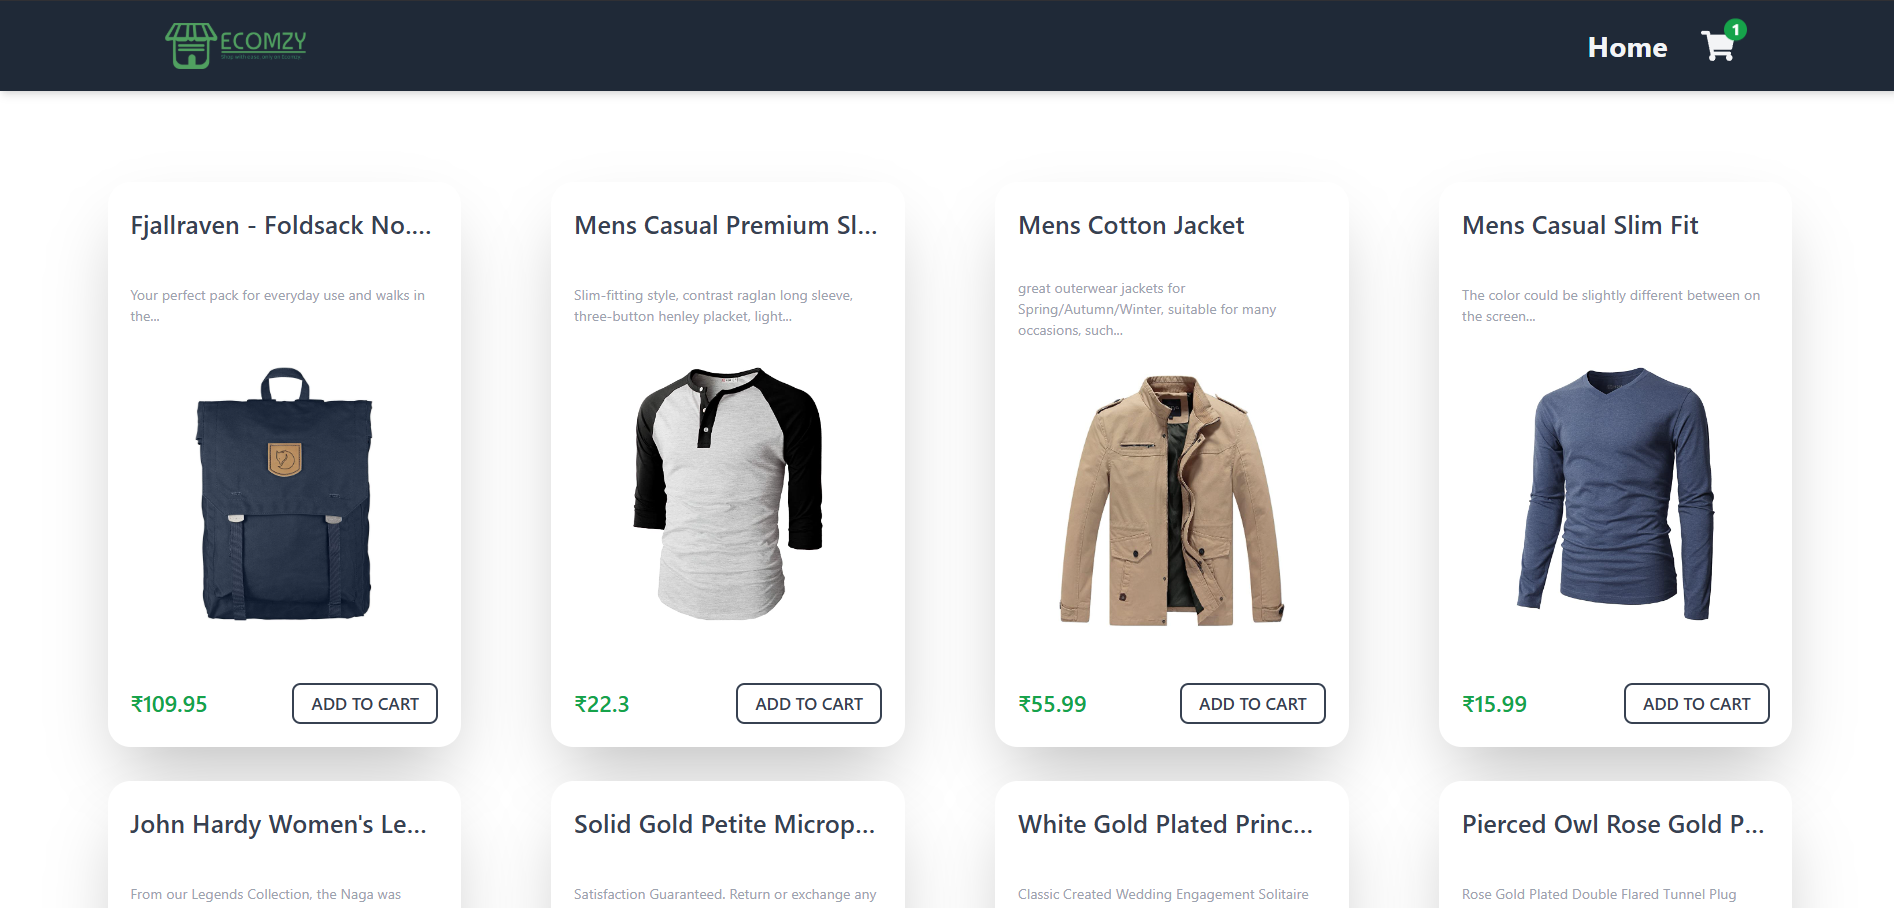 ECOMZY
Shop with ease, only on Ecomzy
Home
1
Fjallraven - Foldsack No....
Mens Casual Premium Sl...
Mens Cotton Jacket
Mens Casual Slim Fit
Your perfect pack for everyday use and walks in
the...
Slim-fitting style, contrast raglan long sleeve,
three-button henley placket, light...
great outerwear jackets for
Spring/Autumn/Winter, suitable for many
occasions, such...
The color could be slightly different between on
the screen...
₹109.95
ADD TO CART
₹22.3
ADD TO CART
₹55.99
ADD TO CART
₹15.99
ADD TO CART
John Hardy Women's Le...
Solid Gold Petite Microp...
White Gold Plated Princ...
Pierced Owl Rose Gold P...
From our Legends Collection, the Naga was
Satisfaction Guaranteed. Return or exchange any
Classic Created Wedding Engagement Solitaire
Rose Gold Plated Double Flared Tunnel Plug